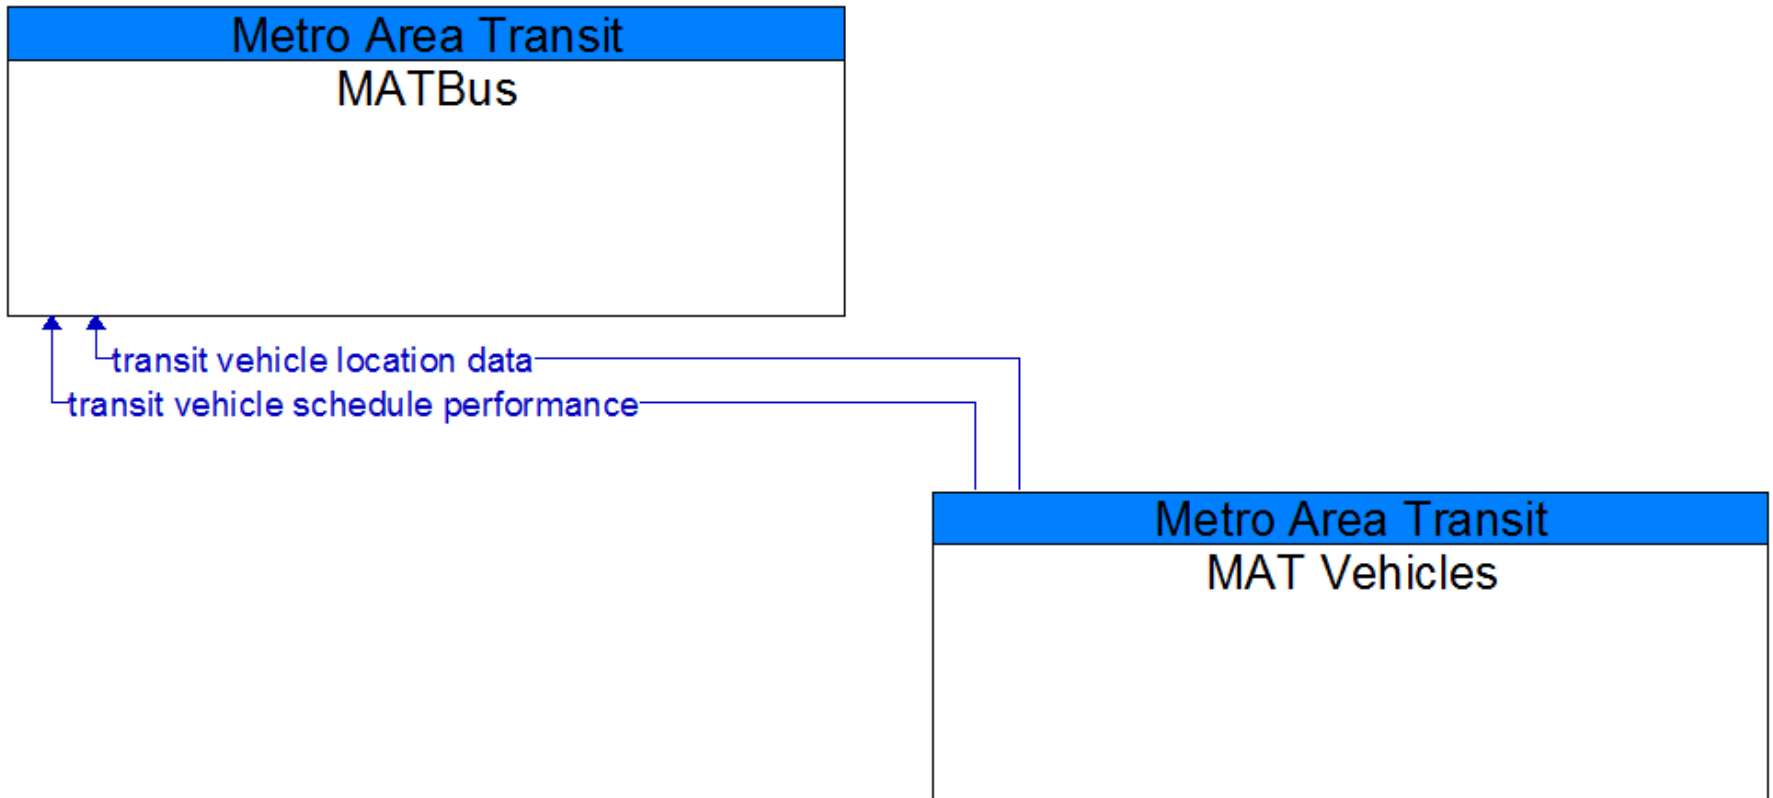 Metro Area Transit
MATBus
transit vehicle location data
transit vehicle schedule performance
Metro Area Transit
MAT Vehicles